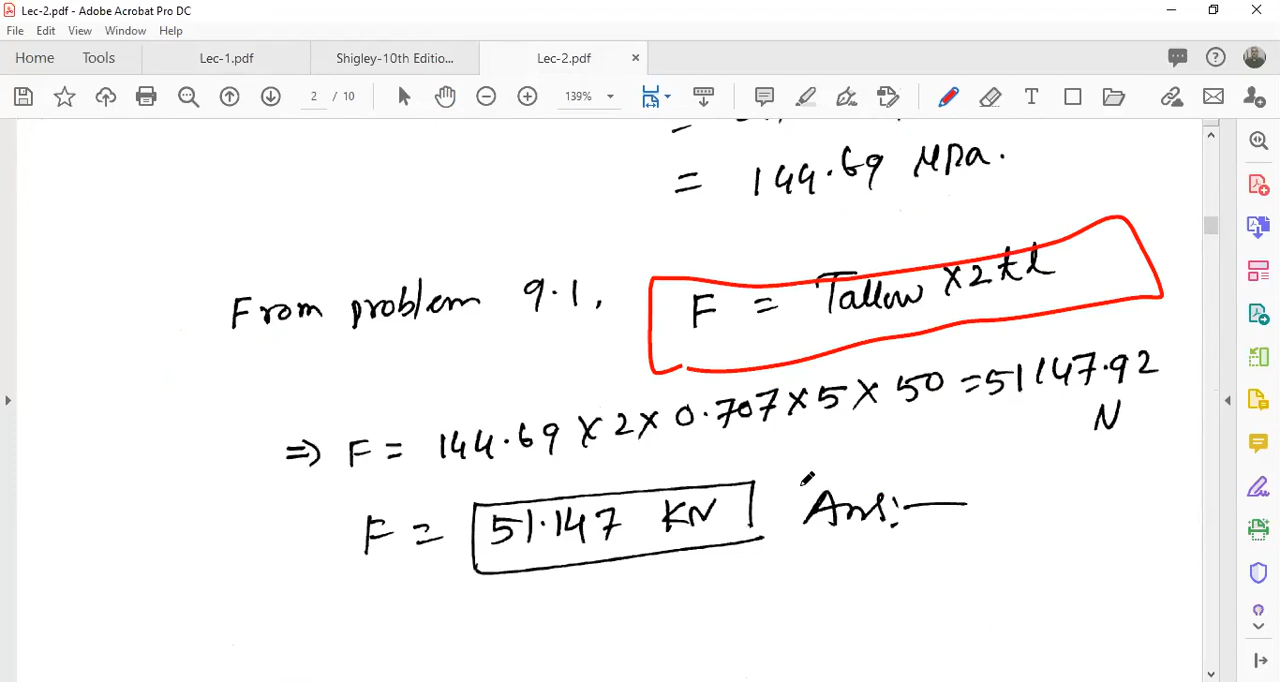 Lec-2.pdf - Adobe Acrobat Pro DC
File Edit View Window Help
Home Tools Lec-1.pdf Shigley-10th Editio... Lec-2.pdf ×
2 / 10 139%
=
= 144.69 MPa.
From problem 9.1, F = Tallow × 2tl
⇒ F = 144.69 × 2 × 0.707 × 5 × 50 = 51147.92
N
F = 51.147 KN Ans:—